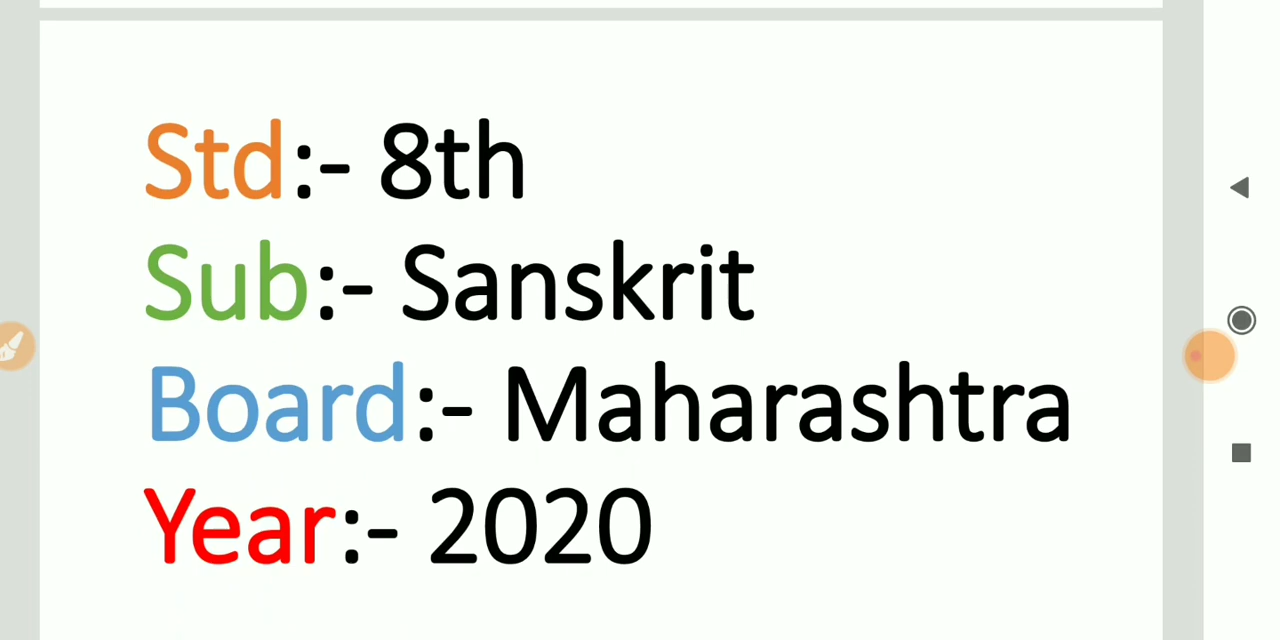 Std:- 8th
Sub:- Sanskrit
Board:- Maharashtra
Year:- 2020